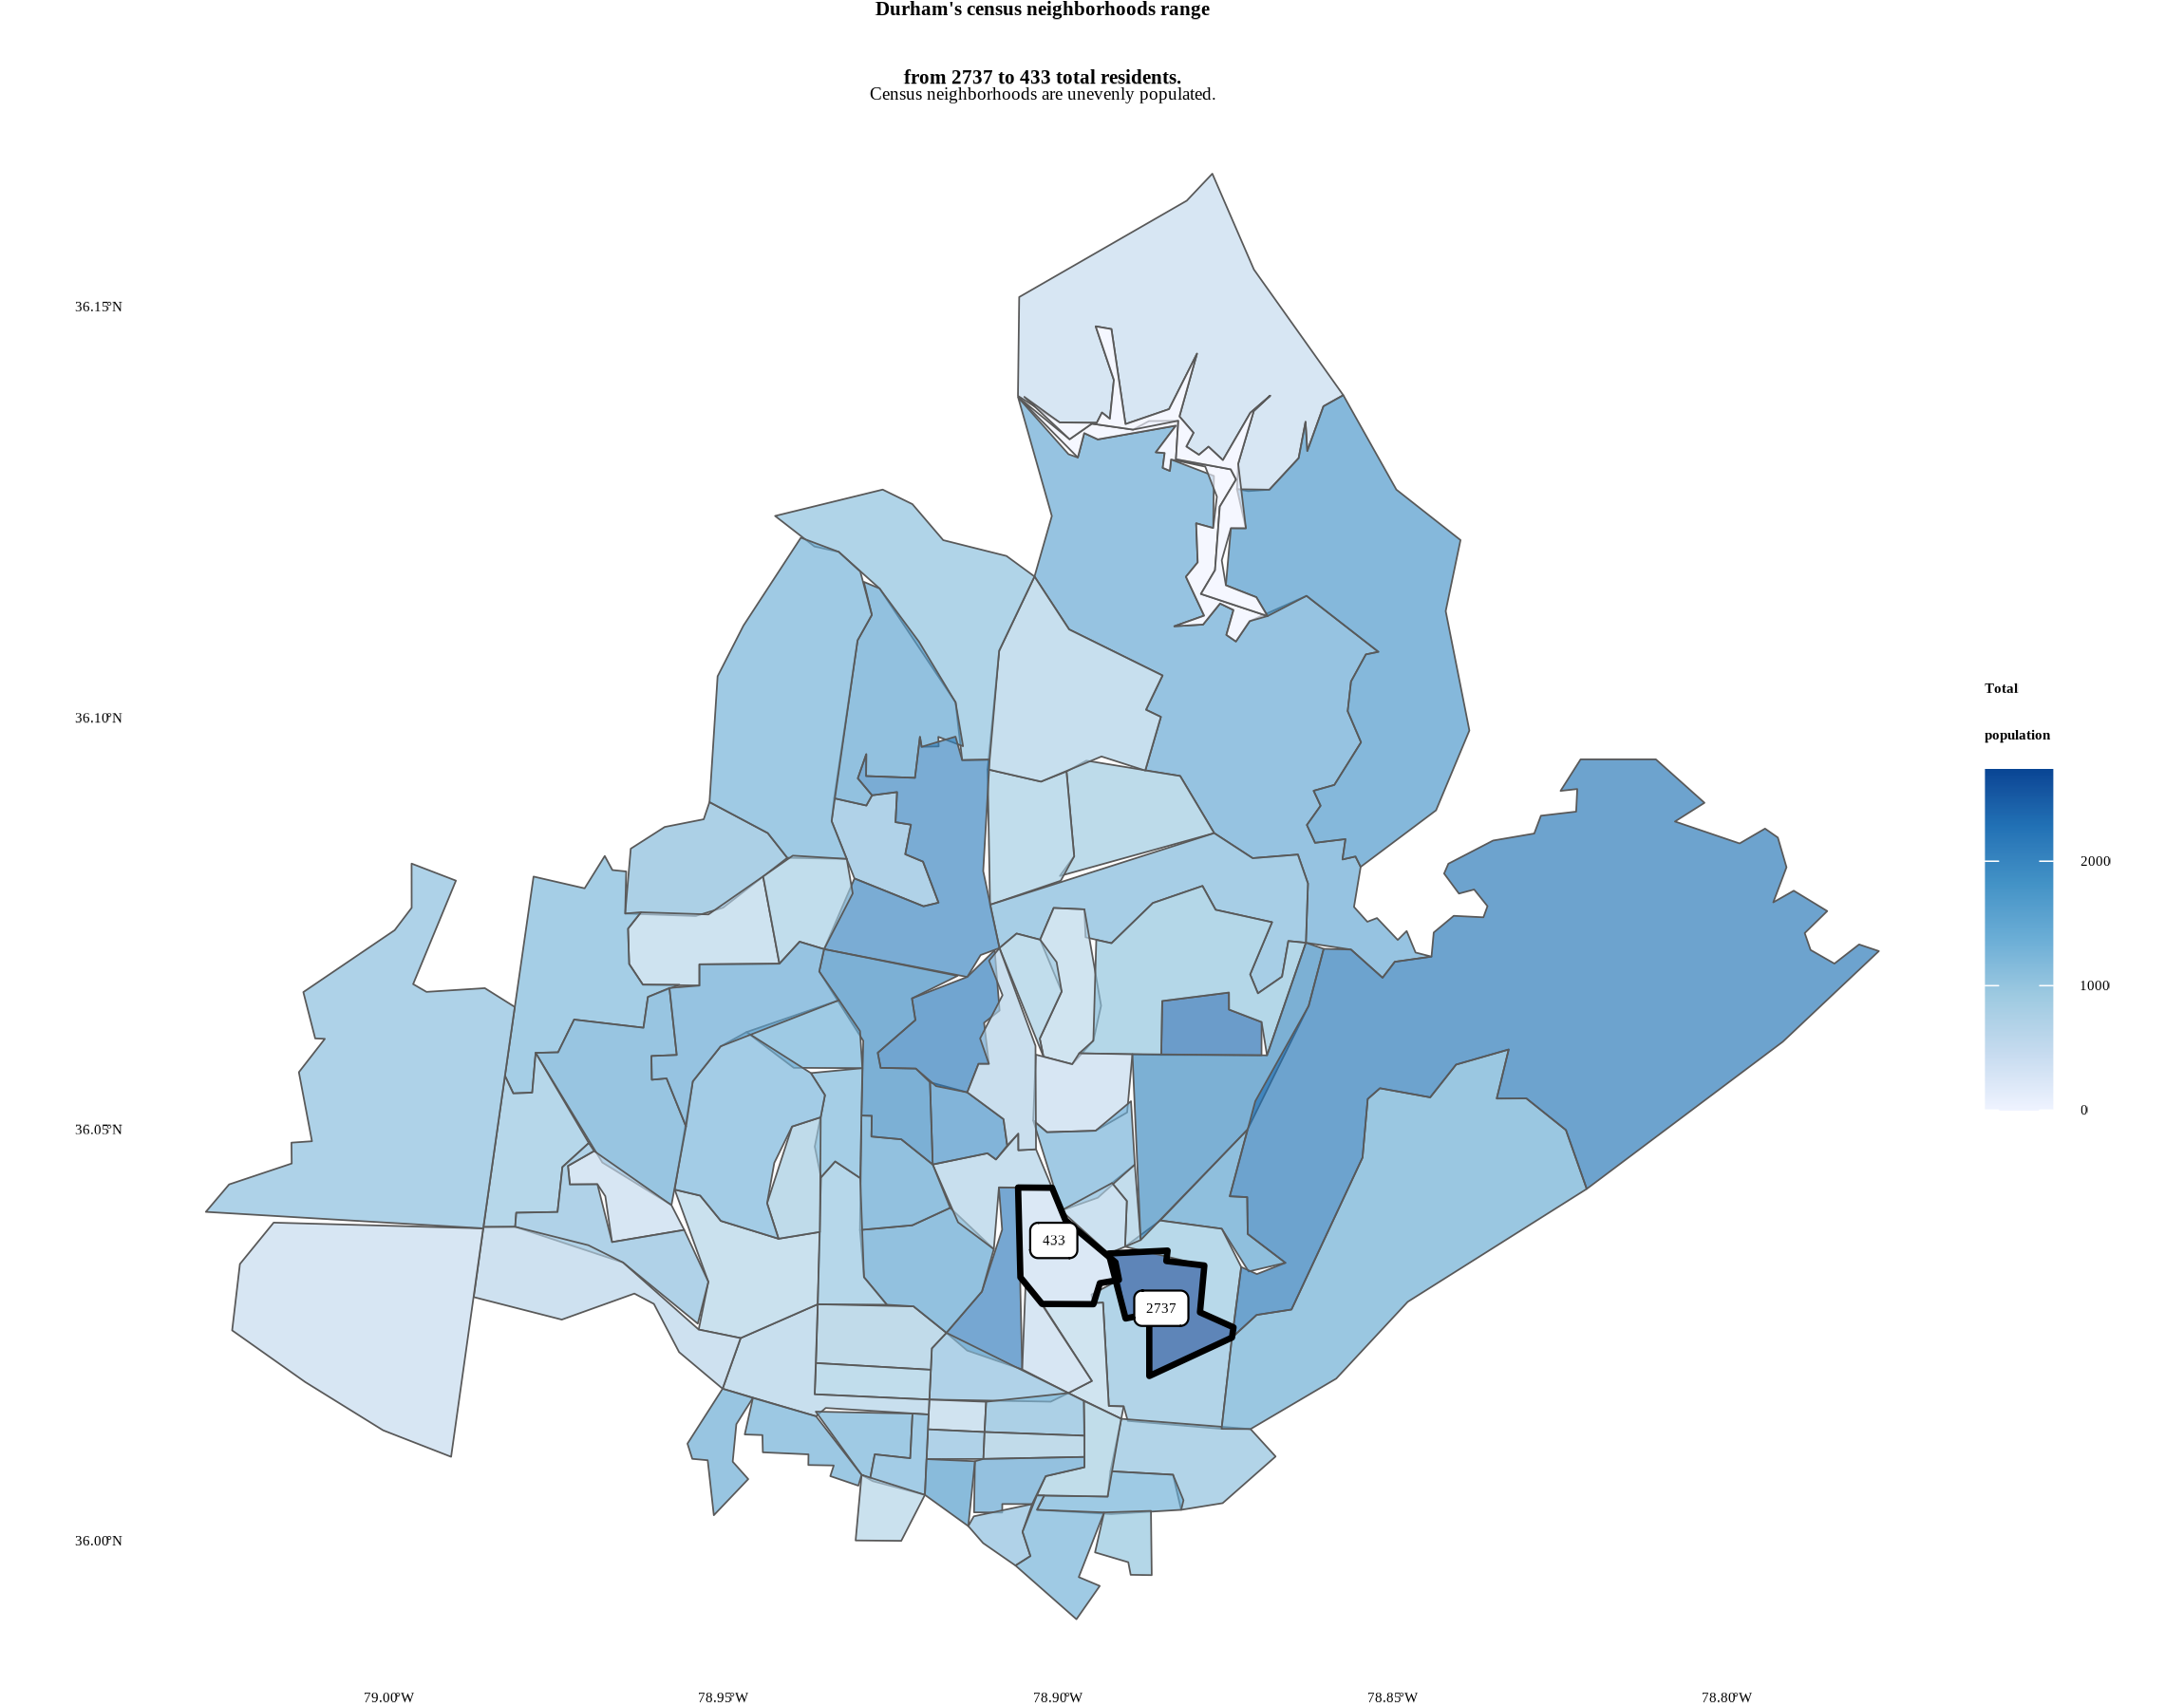 Durham's census neighborhoods range
from 2737 to 433 total residents.
Census neighborhoods are unevenly populated.
36.15°N
36.10°N
36.05°N
36.00°N
79.00°W
78.95°W
78.90°W
78.85°W
78.80°W
433
2737
Total
population
2000
1000
0